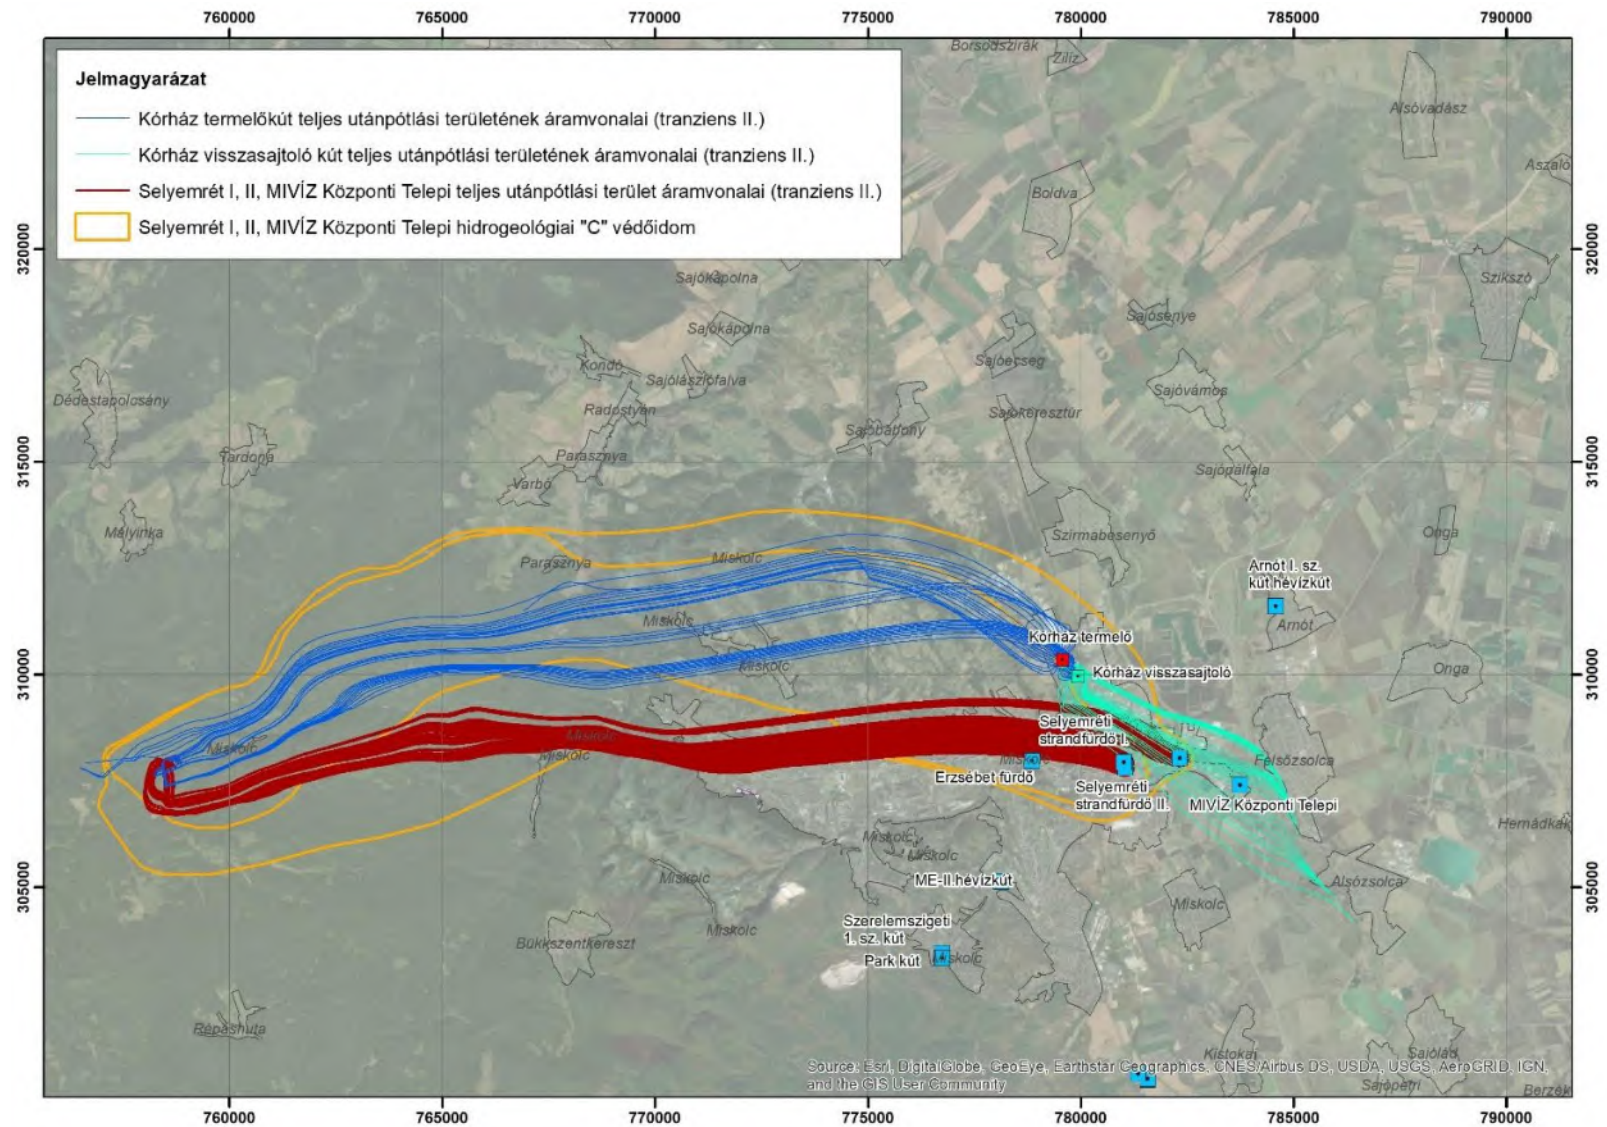 760000 765000 770000 775000 780000 785000 790000
Jelmagyarázat
Kórház termelőkút teljes utánpótlási területének áramvonalai (tranziens II.)
Kórház visszasajtoló kút teljes utánpótlási területének áramvonalai (tranziens II.)
Selyemrét I, II, MIVÍZ Központi Telepi teljes utánpótlási terület áramvonalai (tranziens II.)
Selyemrét I, II, MIVÍZ Központi Telepi hidrogeológiai "C" védőidom
Borsodszirák
Ziliz
Alsóvadász
Aszaló
Boldva
320000
320000
Sajókápolna
Szikszó
Sajósenye
Sajókápolna
Kondó
Sajóecseg
Sajólászlófalva
Sajóvámos
Dédestapolcsány
Radostyán
Sajókeresztúr
Sajóbábony
Tardona
Parasznya
315000
315000
Sajópálfala
Varbó
Mályinka
Szirmabesenyő
Onga
Parasznya
Miskolc
Arnót I. sz.
kút hévízkút
Miskolc
Arnót
Kórház termelő
Miskolc
Kórház visszasajtoló
Onga
310000
310000
Selyemréti
strandfürdő I.
Miskolc
Miskolc
Miskolc
Miskolc
Felsőzsolca
Erzsébet fürdő
Selyemréti
strandfürdő II.
MIVÍZ Központi Telepi
Hernádkak
Miskolc
Miskolc
Miskolc
ME-II.hévízkút
Alsózsolca
305000
305000
Miskolc
Szerelemszigeti
1. sz. kút
Miskolc
Bükkszentkereszt
Park kút
Miskolc
Répáshuta
Kistokaj
Sajólád
Source: Esri, DigitalGlobe, GeoEye, Earthstar Geographics, CNES/Airbus DS, USDA, USGS, AeroGRID, IGN,
and the GIS User Community
Sajópetri
Berzék
760000 765000 770000 775000 780000 785000 790000